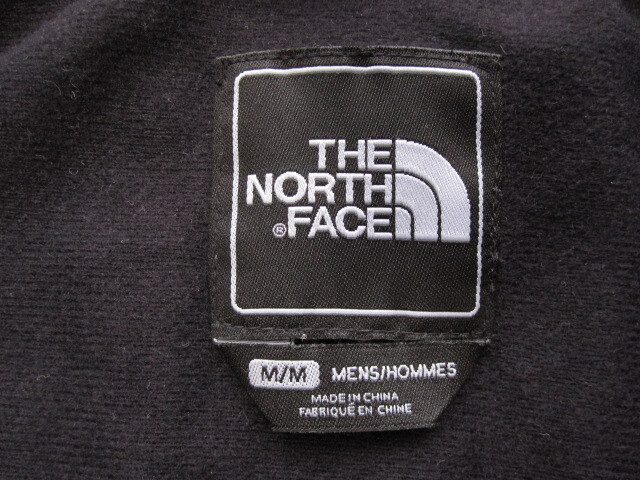 THE
NORTH
® FACE
M/M MENS/HOMMES
MADE IN CHINA
FABRIQUÉ EN CHINE